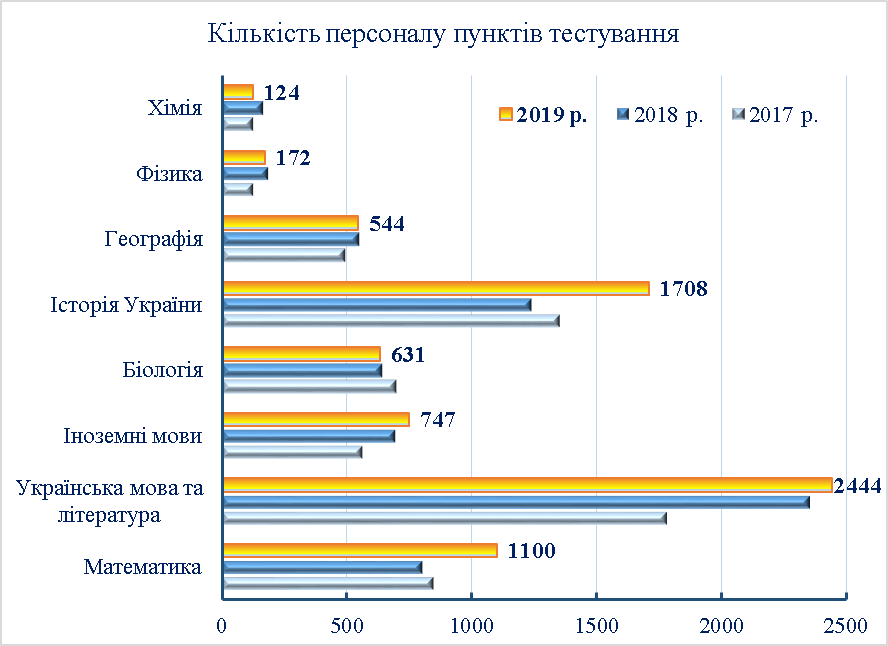 Кількість персоналу пунктів тестування
2019 р.
2018 р.
2017 р.
Хімія
124
Фізика
172
Географія
544
Історія України
1708
Біологія
631
Іноземні мови
747
Українська мова та
література
2444
Математика
1100
0
500
1000
1500
2000
2500